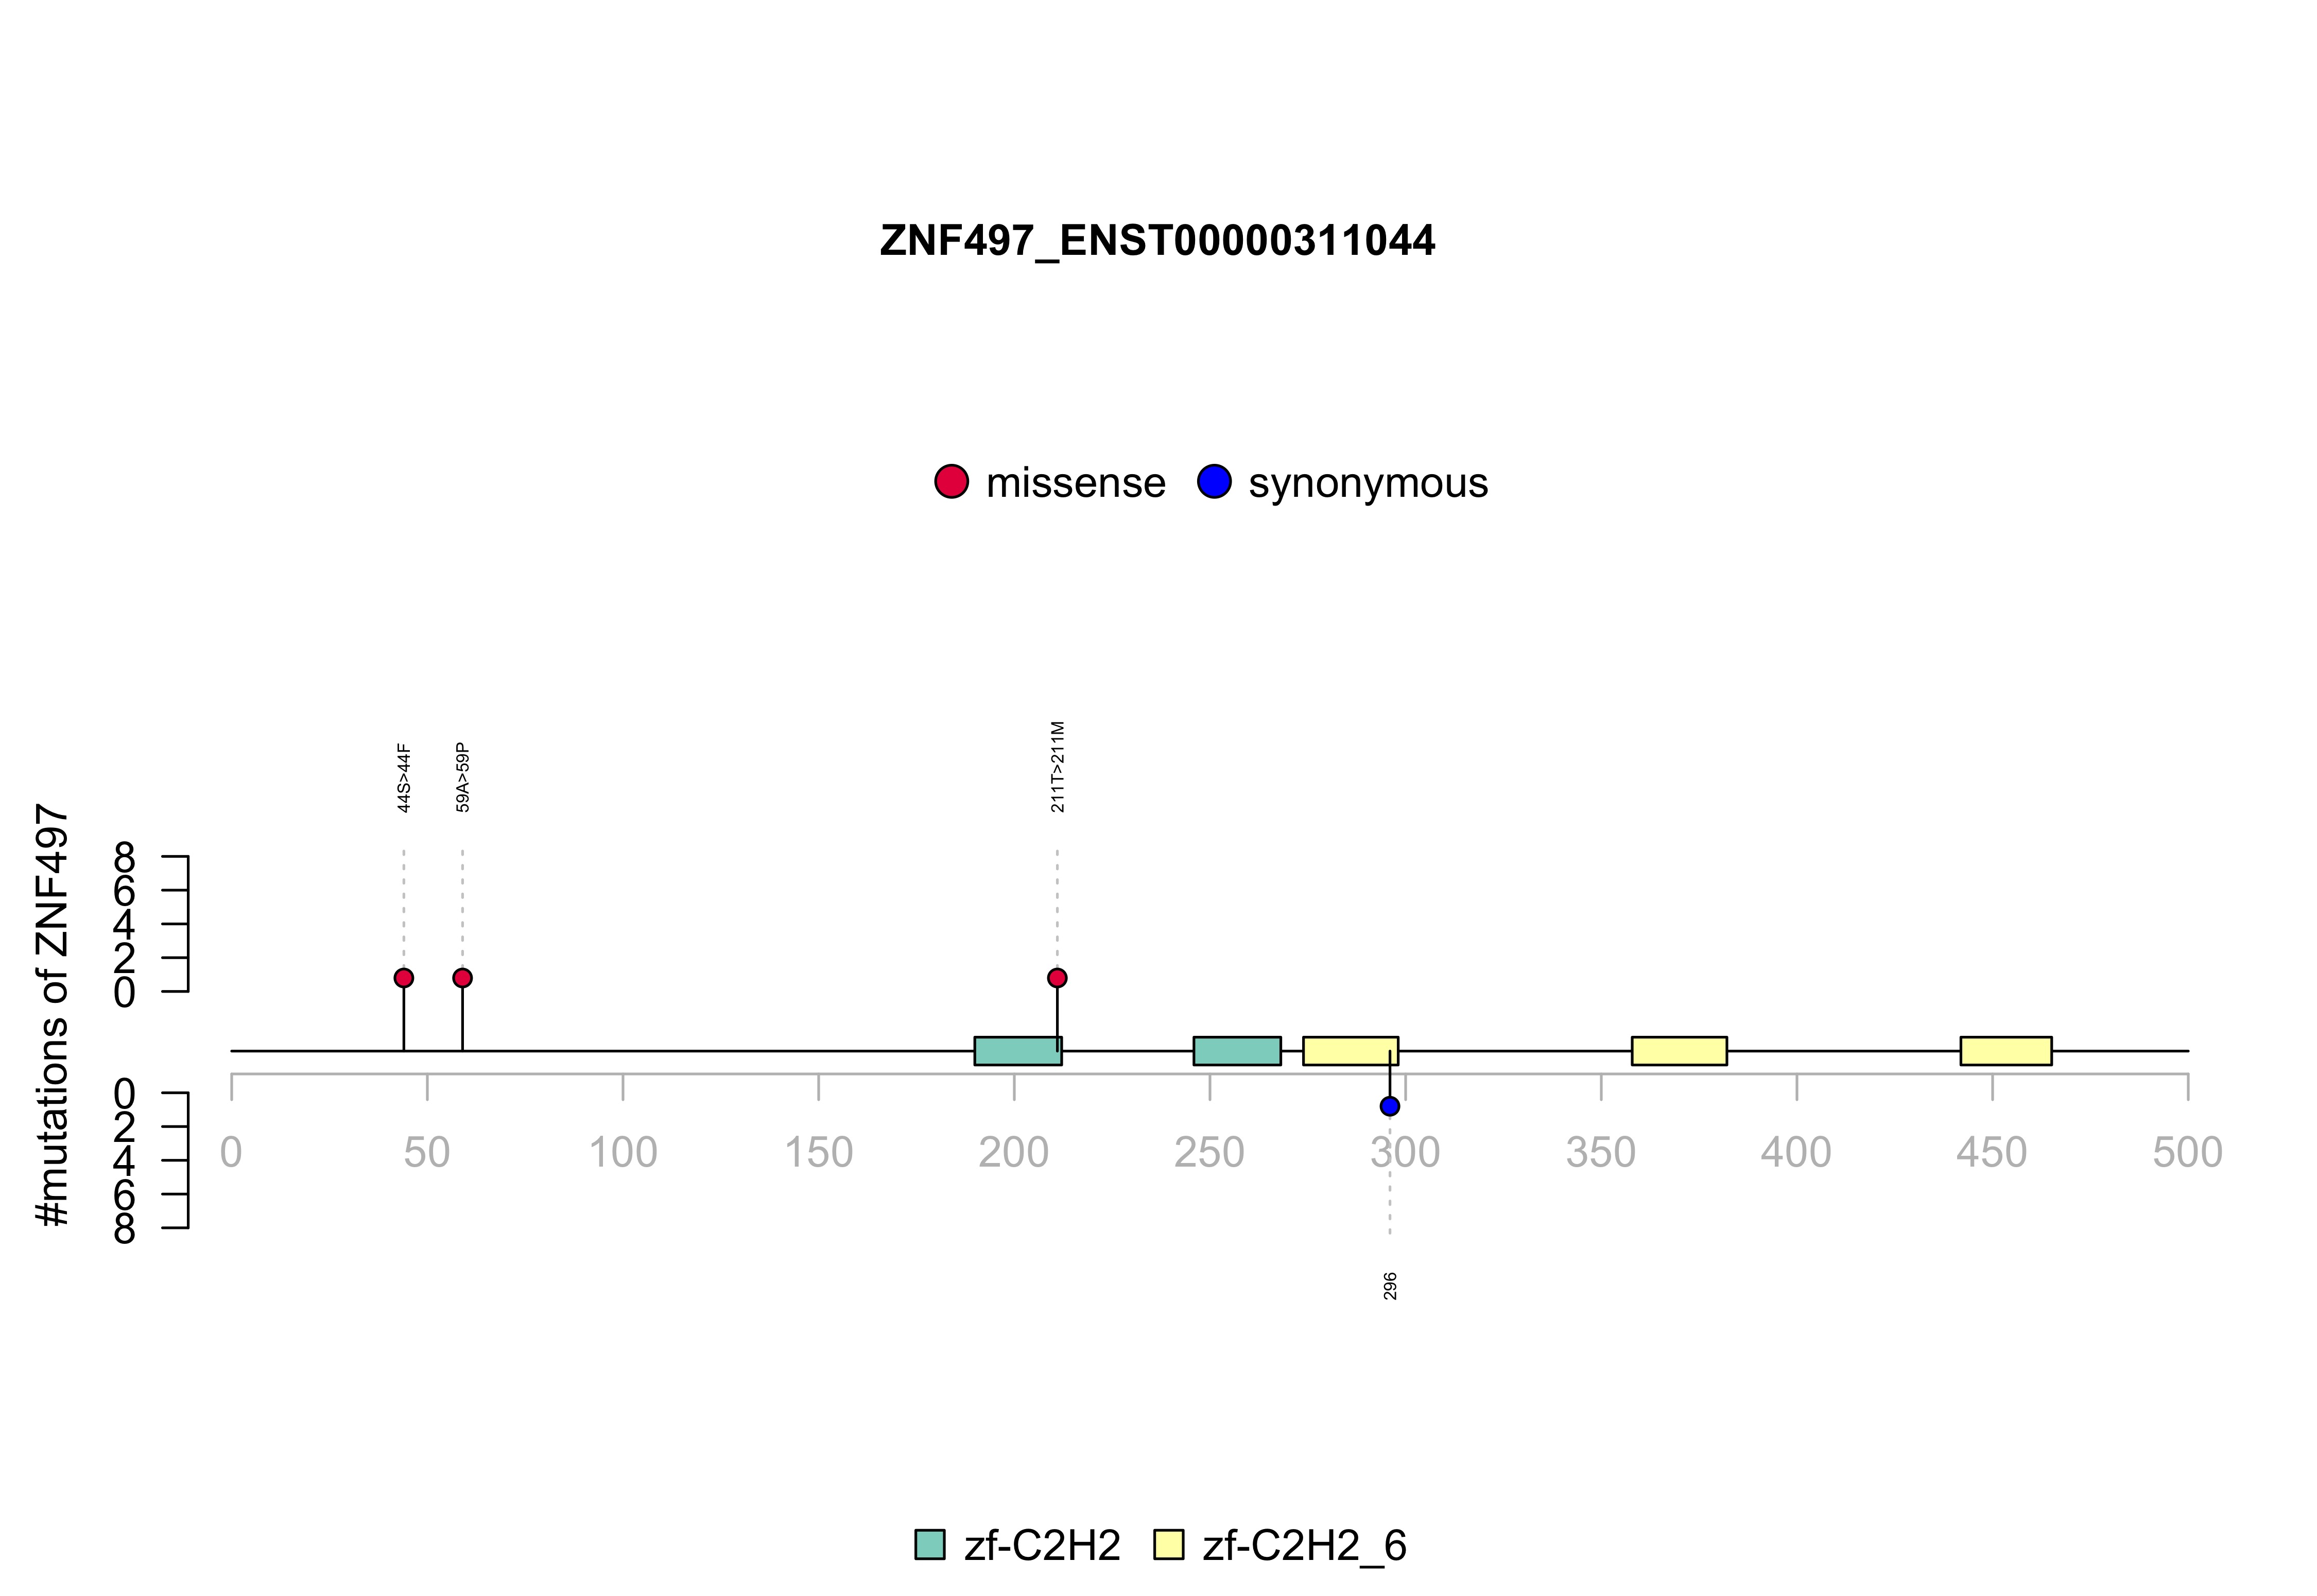 ZNF497_ENST00000311044
missense synonymous
44S>44F
59A>59P
211T>211M
#mutations of ZNF497
8
6
4
2
0
0
2
4
6
8
0 50 100 150 200 250 300 350 400 450 500
296
zf-C2H2 zf-C2H2_6